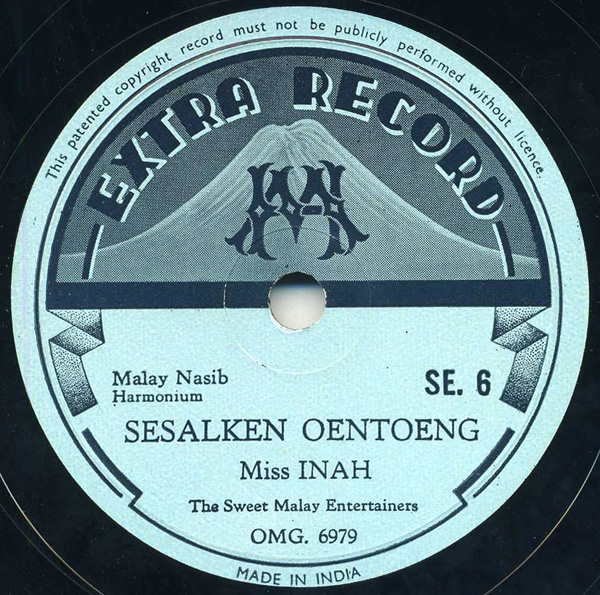 This patented copyright record must not be publicly performed without licence.
EXTRA RECORD
Malay Nasib
Harmonium
SE. 6
SESALKEN OENTOENG
Miss INAH
The Sweet Malay Entertainers
OMG. 6979
MADE IN INDIA